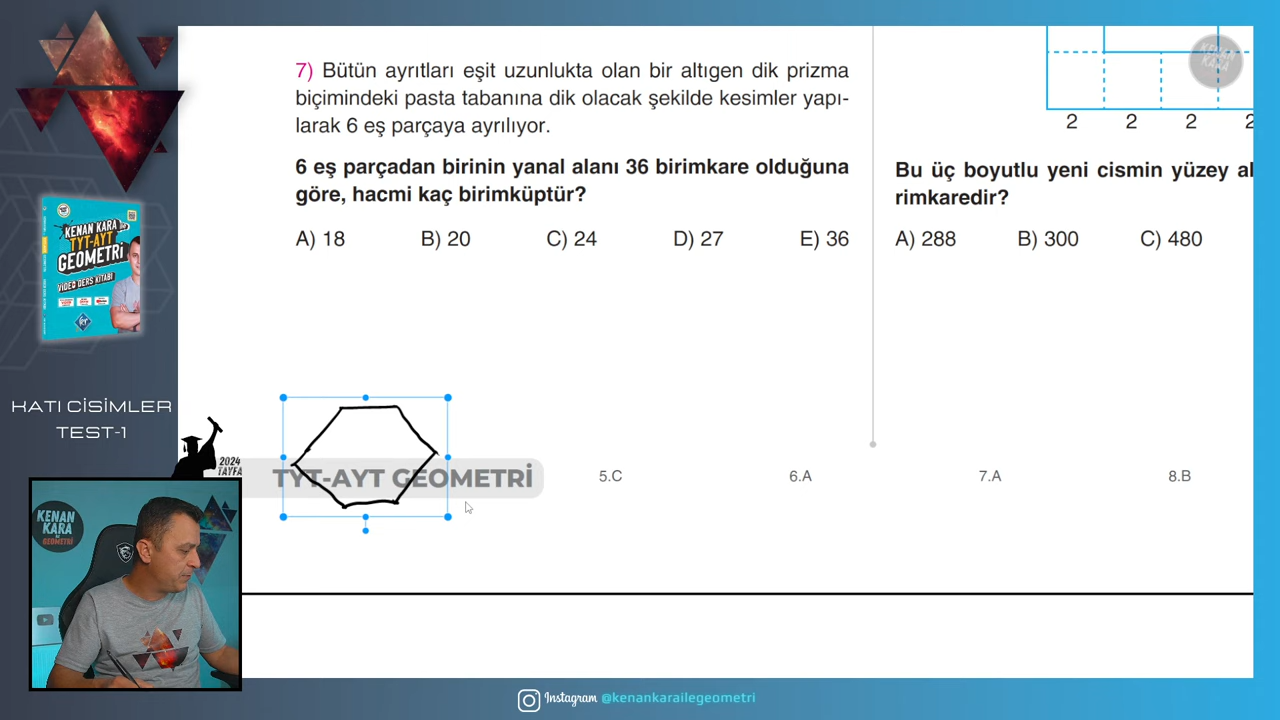 7) Bütün ayrıtları eşit uzunlukta olan bir altıgen dik prizma
biçimindeki pasta tabanına dik olacak şekilde kesimler yapı-
larak 6 eş parçaya ayrılıyor.
6 eş parçadan birinin yanal alanı 36 birimkare olduğuna
göre, hacmi kaç birimküptür?
A) 18 B) 20 C) 24 D) 27 E) 36
2 2 2 2
Bu üç boyutlu yeni cismin yüzey al
rimkaredir?
A) 288 B) 300 C) 480
KENAN
KARA
KENAN KARA
TYT-AYT
GEOMETRİ
VİDEO DERS KİTABI
KATI CİSİMLER
TEST-1
2024
TAYFA
TYT-AYT GEOMETRİ
5.C 6.A 7.A 8.B
KENAN
KARA
GEOMETRİ
Instagram @kenankarailegeometri